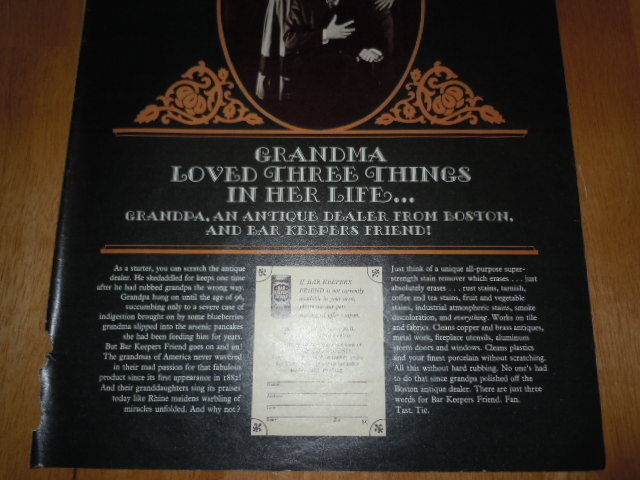 GRANDMA
LOVED THREE THINGS
IN HER LIFE...
GRANDPA, AN ANTIQUE DEALER FROM BOSTON,
AND BAR KEEPERS FRIEND!
As a starter, you can scratch the antique
dealer. He skedaddled for keeps one time
after he had rubbed grandpa the wrong way.
Grandpa hung on until the age of 96,
succumbing only to a severe case of
indigestion brought on by some blueberries
grandma slipped into the arsenic pancakes
she had been feeding him for years.
But Bar Keepers Friend goes on and in!
The grandmas of America never wavered
in their mad passion for that fabulous
product since its first appearance in 1882!
And their granddaughters sing its praises
today like Rhine maidens warbling of
miracles unfolded. And why not?
IF BAR KEEPERS
FRIEND is not currently
available in your area,
Name
Address
City
State Zip
Just think of a unique all-purpose super-
strength stain remover which erases . . . just
absolutely erases . . . rust stains, tarnish,
coffee and tea stains, fruit and vegetable
stains, industrial atmospheric stains, smoke
discoloration, and everything. Works on tile
and fabrics. Cleans copper and brass antiques,
metal work, fireplace utensils, aluminum
storm doors and windows. Cleans plastics
and your finest porcelain without scratching.
All this without hard rubbing. No one's had
to do that since grandpa polished off the
Boston antique dealer. There are just three
words for Bar Keepers Friend. Fan.
Tast. Tic.